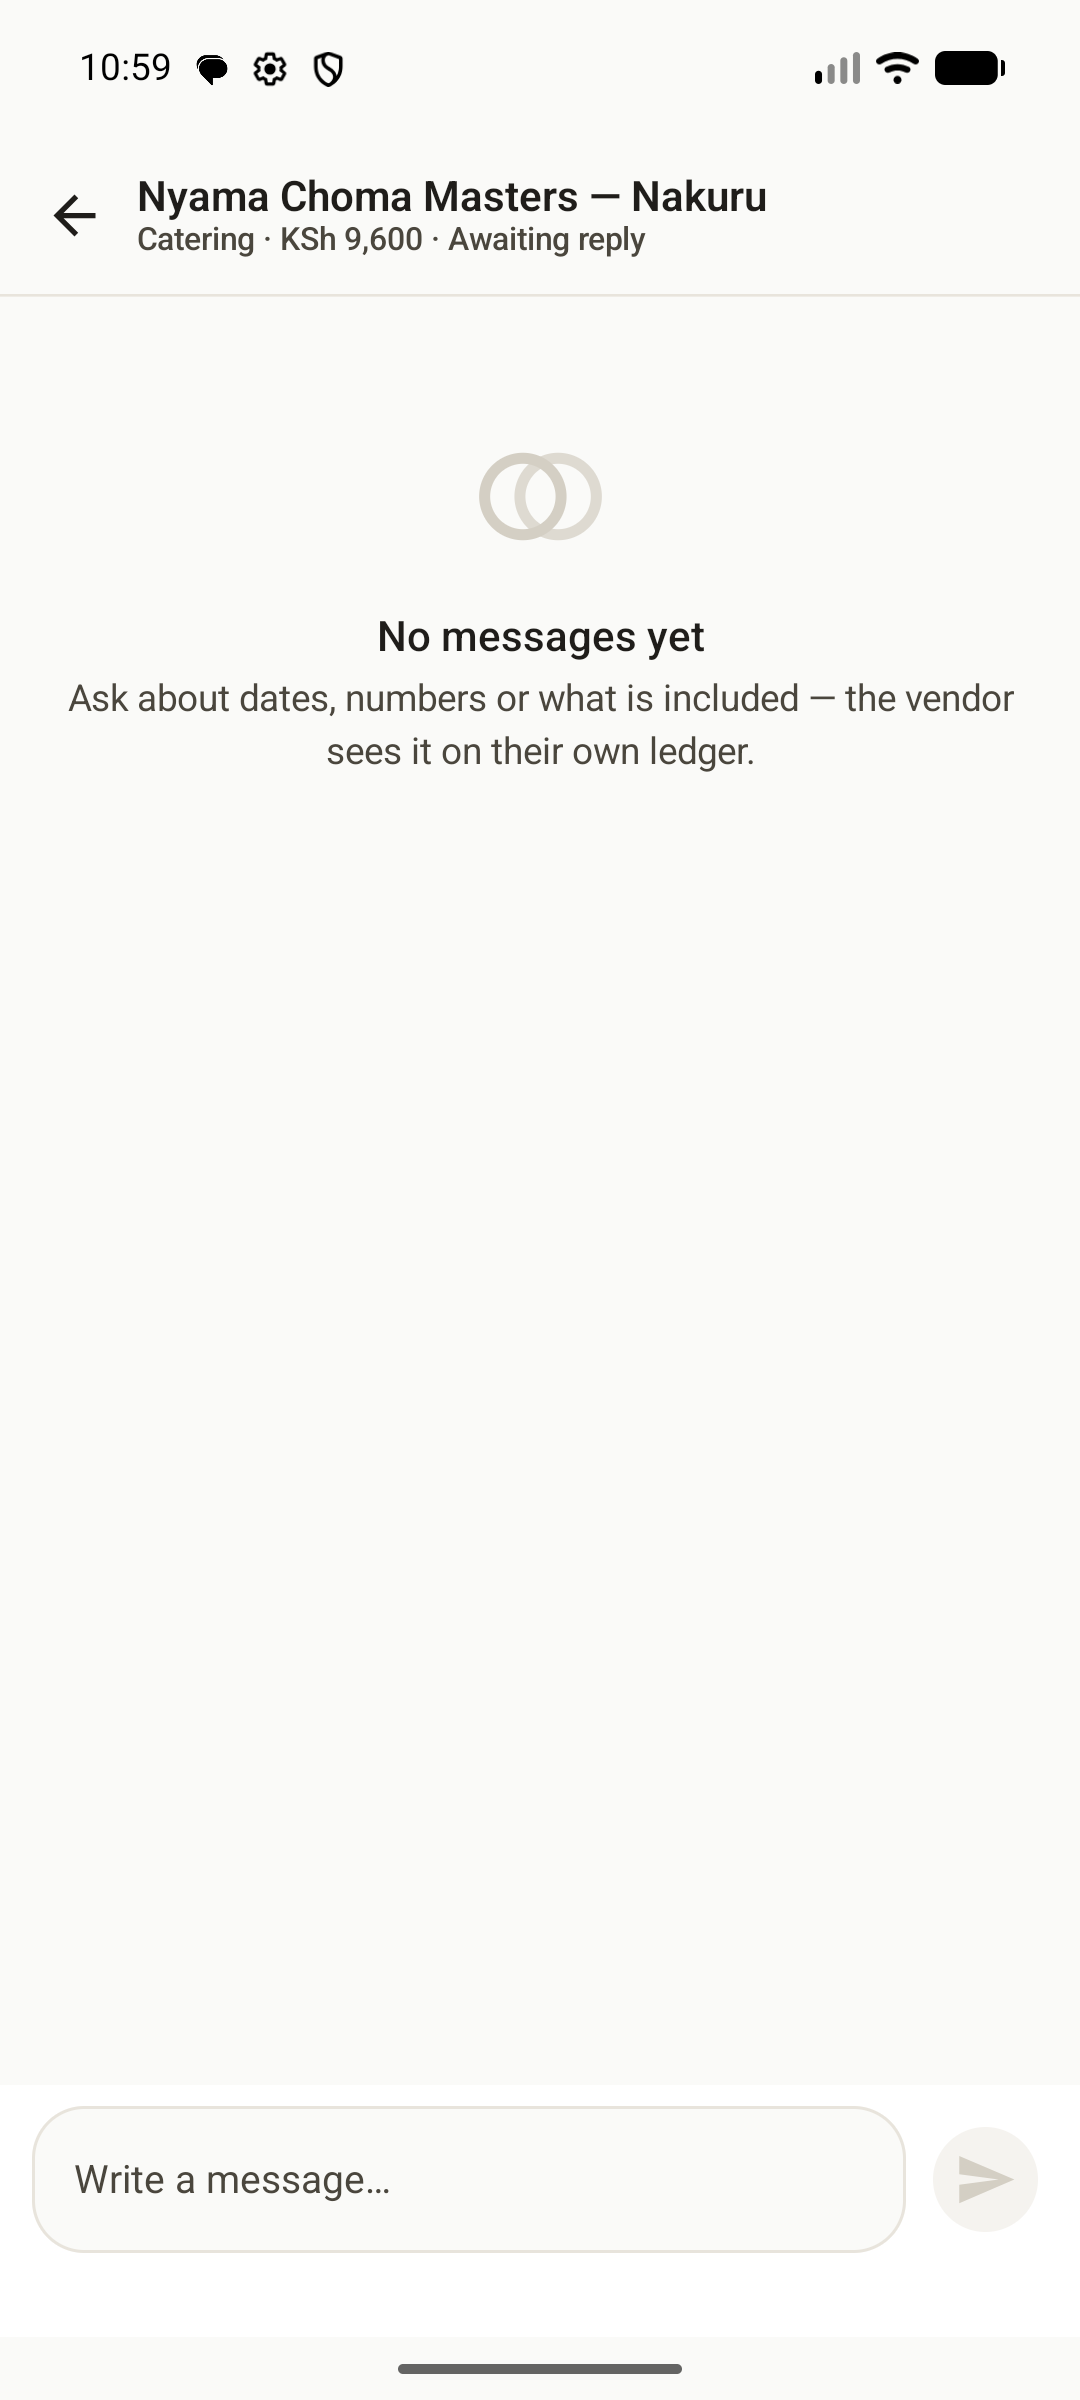 10:59
Nyama Choma Masters — Nakuru
Catering · KSh 9,600 · Awaiting reply
No messages yet
Ask about dates, numbers or what is included — the vendor
sees it on their own ledger.
Write a message…